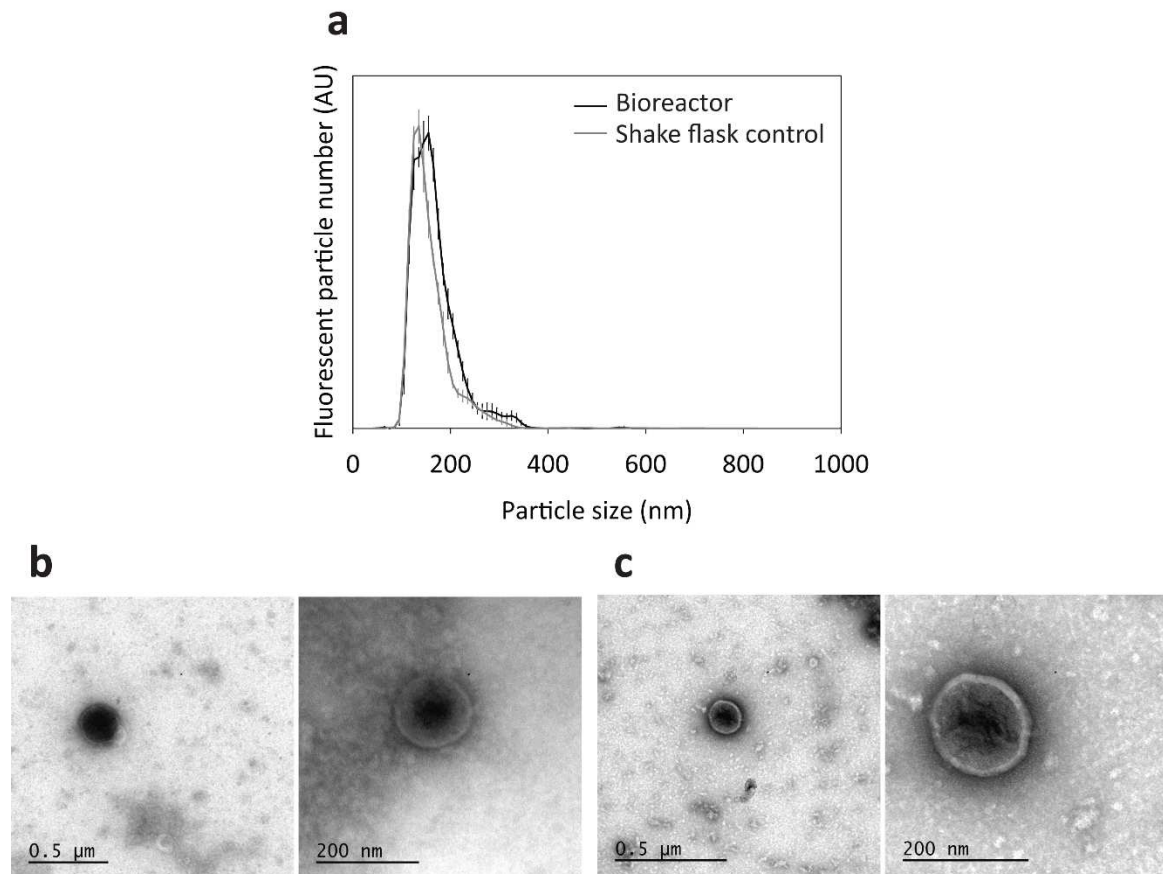 a
Fluorescent particle number (AU)
Bioreactor
Shake flask control
0 200 400 600 800 1000
Particle size (nm)
b
c
0.5 µm
200 nm
0.5 µm
200 nm